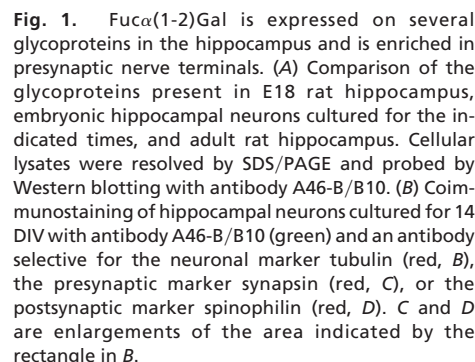 Fig. 1. Fucα(1-2)Gal is expressed on several
glycoproteins in the hippocampus and is enriched in
presynaptic nerve terminals. (A) Comparison of the
glycoproteins present in E18 rat hippocampus,
embryonic hippocampal neurons cultured for the in-
dicated times, and adult rat hippocampus. Cellular
lysates were resolved by SDS/PAGE and probed by
Western blotting with antibody A46-B/B10. (B) Coim-
munostaining of hippocampal neurons cultured for 14
DIV with antibody A46-B/B10 (green) and an antibody
selective for the neuronal marker tubulin (red, B),
the presynaptic marker synapsin (red, C), or the
postsynaptic marker spinophilin (red, D). C and D
are enlargements of the area indicated by the
rectangle in B.